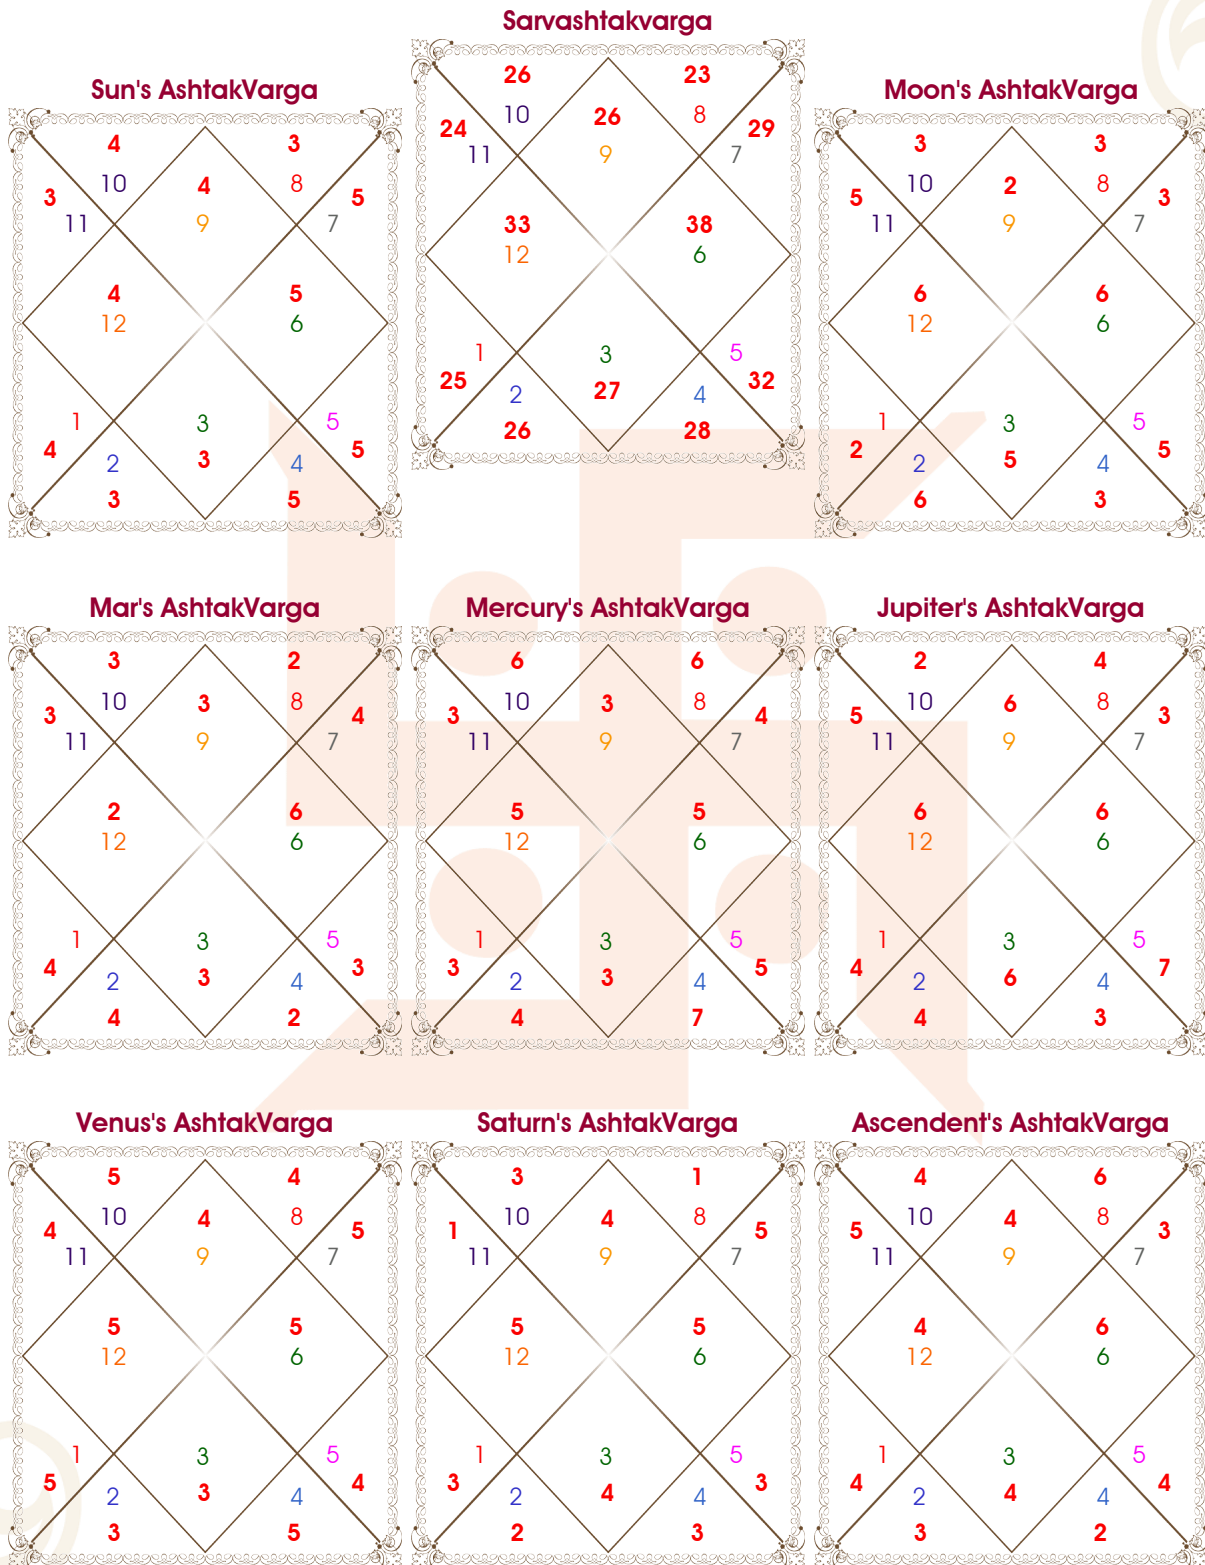 Sarvashtakvarga
26 23
10 26 8
24 29
11 9 7
33 38
12 6
1 3 5
25 27 32
2 4
26 28
Sun's AshtakVarga
4 3
10 4 8
3 5
11 9 7
4 5
12 6
1 3 5
4 3 5
2 4
3 5
Moon's AshtakVarga
3 3
10 2 8
5 3
11 9 7
6 6
12 6
1 3 5
2 5 5
2 4
6 3
Mar's AshtakVarga
3 2
10 3 8
3 4
11 9 7
2 6
12 6
1 3 5
4 3 3
2 4
4 2
Mercury's AshtakVarga
6 6
10 3 8
3 4
11 9 7
5 5
12 6
1 3 5
3 3 5
2 4
4 7
Jupiter's AshtakVarga
2 4
10 6 8
5 3
11 9 7
6 6
12 6
1 3 5
4 6 7
2 4
4 3
Venus's AshtakVarga
5 4
10 4 8
4 5
11 9 7
5 5
12 6
1 3 5
5 3 4
2 4
3 5
Saturn's AshtakVarga
3 1
10 4 8
1 5
11 9 7
5 5
12 6
1 3 5
3 4 3
2 4
2 3
Ascendent's AshtakVarga
4 6
10 4 8
5 3
11 9 7
4 6
12 6
1 3 5
4 4 4
2 4
3 2